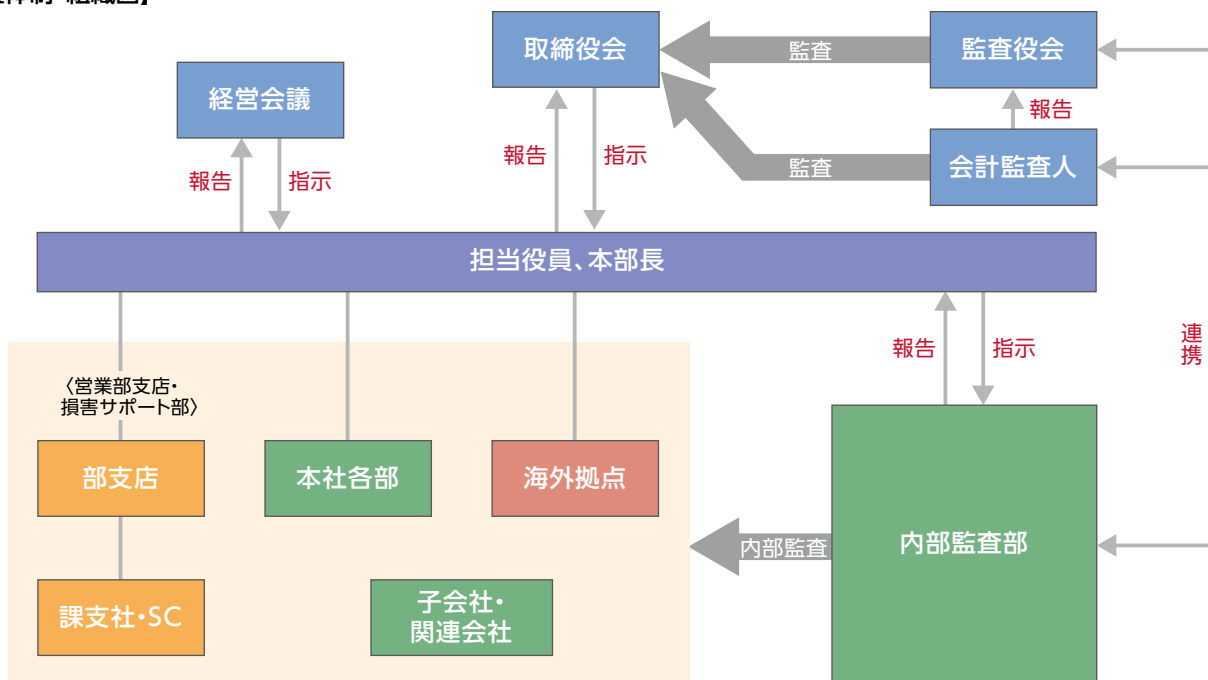 取締役会
監査
監査役会
経営会議
報告
報告
指示
監査
会計監査人
報告
指示
担当役員、本部長
報告
指示
連携
〈営業部支店・
損害サポート部〉
部支店
本社各部
海外拠点
内部監査
内部監査部
課支社・SC
子会社・
関連会社